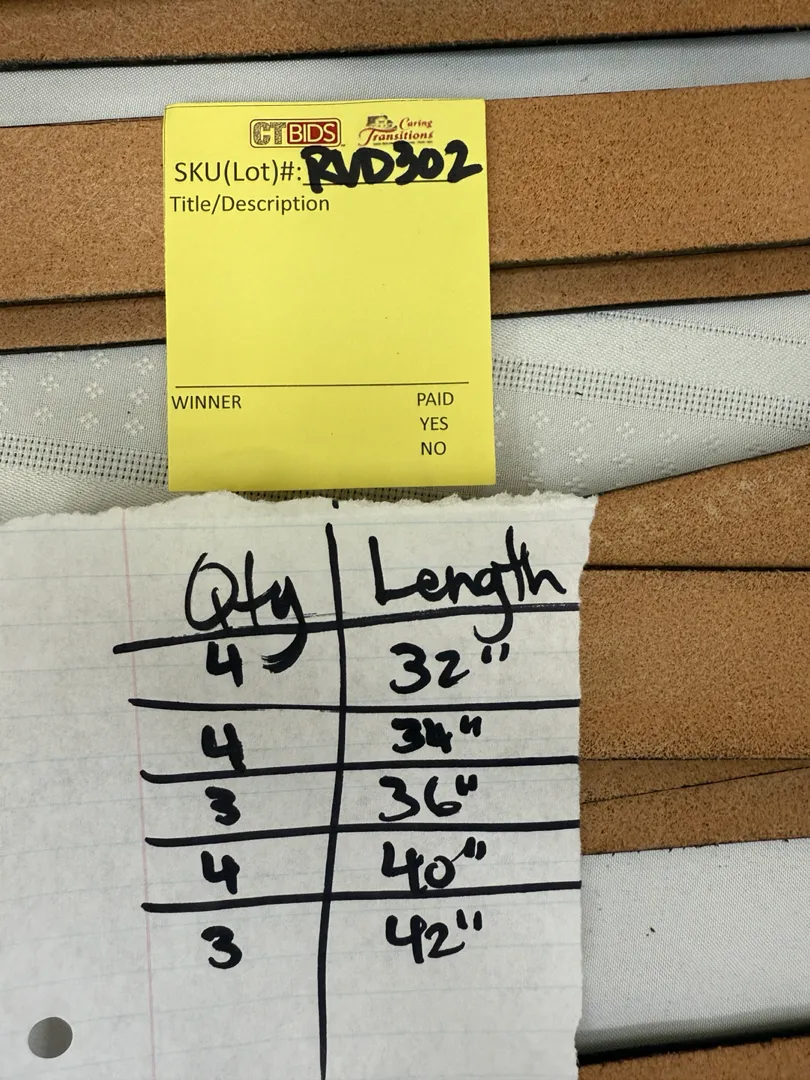 CTBIDS Caring Transitions
SKU(Lot)#: RVD302
Title/Description
WINNER PAID
YES
NO
Qty Length
4 32"
4 34"
3 36"
4 40"
3 42"